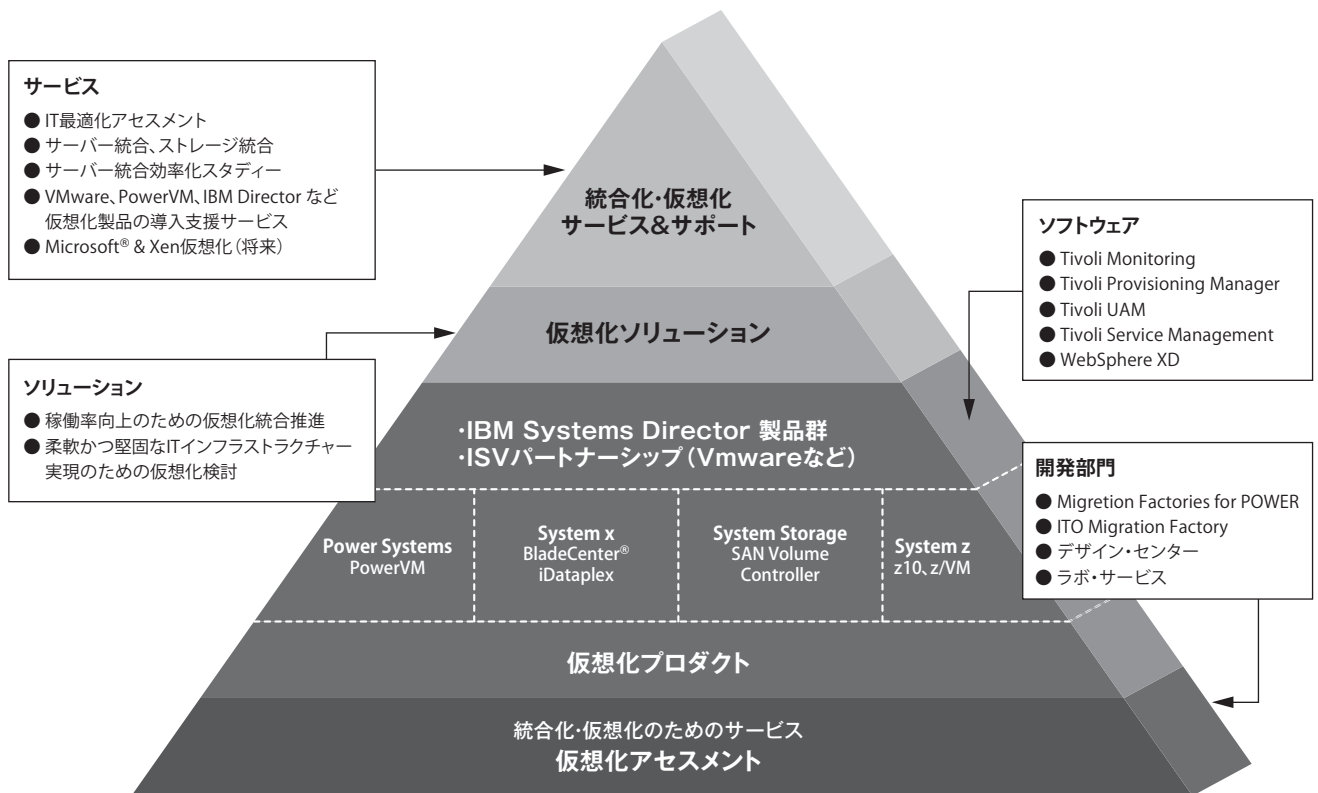 サービス
● IT最適化アセスメント
● サーバー統合、ストレージ統合
● サーバー統合効率化スタディー
● VMware、PowerVM、IBM Director など
仮想化製品の導入支援サービス
● Microsoft® & Xen仮想化（将来）
ソリューション
● 稼働率向上のための仮想化統合推進
● 柔軟かつ堅固なITインフラストラクチャー
実現のための仮想化検討
統合化・仮想化
サービス&サポート
仮想化ソリューション
・IBM Systems Director 製品群
・ISVパートナーシップ（Vmwareなど）
Power Systems
PowerVM
System x
BladeCenter®
iDataplex
System Storage
SAN Volume
Controller
System z
z10、z/VM
仮想化プロダクト
統合化・仮想化のためのサービス
仮想化アセスメント
ソフトウェア
● Tivoli Monitoring
● Tivoli Provisioning Manager
● Tivoli UAM
● Tivoli Service Management
● WebSphere XD
開発部門
● Migretion Factories for POWER
● ITO Migration Factory
● デザイン・センター
● ラボ・サービス